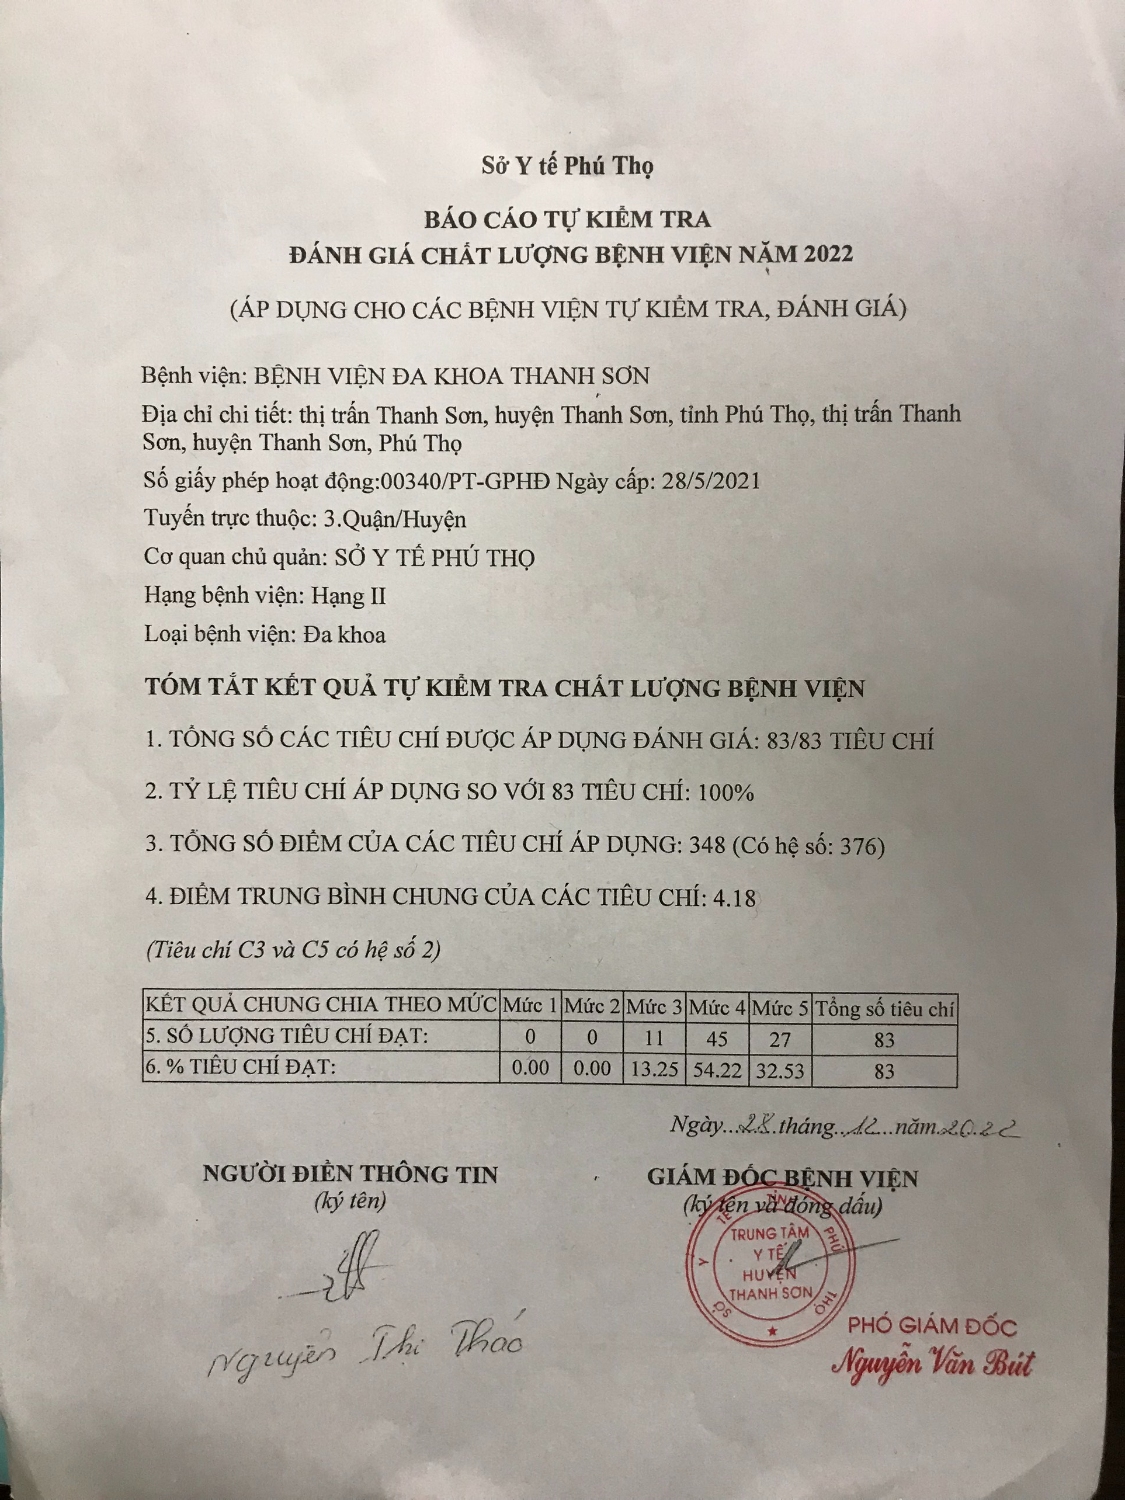 Sở Y tế Phú Thọ
BÁO CÁO TỰ KIỂM TRA
ĐÁNH GIÁ CHẤT LƯỢNG BỆNH VIỆN NĂM 2022
(ÁP DỤNG CHO CÁC BỆNH VIỆN TỰ KIỂM TRA, ĐÁNH GIÁ)
Bệnh viện: BỆNH VIỆN ĐA KHOA THANH SƠN
Địa chỉ chi tiết: thị trấn Thanh Sơn, huyện Thanh Sơn, tỉnh Phú Thọ, thị trấn Thanh
Sơn, huyện Thanh Sơn, Phú Thọ
Số giấy phép hoạt động:00340/PT-GPHĐ Ngày cấp: 28/5/2021
Tuyến trực thuộc: 3.Quận/Huyện
Cơ quan chủ quản: SỞ Y TẾ PHÚ THỌ
Hạng bệnh viện: Hạng II
Loại bệnh viện: Đa khoa
TÓM TẮT KẾT QUẢ TỰ KIỂM TRA CHẤT LƯỢNG BỆNH VIỆN
1. TỔNG SỐ CÁC TIÊU CHÍ ĐƯỢC ÁP DỤNG ĐÁNH GIÁ: 83/83 TIÊU CHÍ
2. TỶ LỆ TIÊU CHÍ ÁP DỤNG SO VỚI 83 TIÊU CHÍ: 100%
3. TỔNG SỐ ĐIỂM CỦA CÁC TIÊU CHÍ ÁP DỤNG: 348 (Có hệ số: 376)
4. ĐIỂM TRUNG BÌNH CHUNG CỦA CÁC TIÊU CHÍ: 4.18
(Tiêu chí C3 và C5 có hệ số 2)
KẾT QUẢ CHUNG CHIA THEO MỨC Mức 1 Mức 2 Mức 3 Mức 4 Mức 5 Tổng số tiêu chí
5. SỐ LƯỢNG TIÊU CHÍ ĐẠT: 0 0 11 45 27 83
6. % TIÊU CHÍ ĐẠT: 0.00 0.00 13.25 54.22 32.53 83
Ngày...28.tháng...12...năm.2022
NGƯỜI ĐIỀN THÔNG TIN GIÁM ĐỐC BỆNH VIỆN
(ký tên) (ký tên và đóng dấu)
SỞ Y TẾ TỈNH PHÚ THỌ
TRUNG TÂM
Y TẾ
HUYỆN
THANH SƠN
PHÓ GIÁM ĐỐC
Nguyễn Văn Bút
Nguyễn Thị Thảo